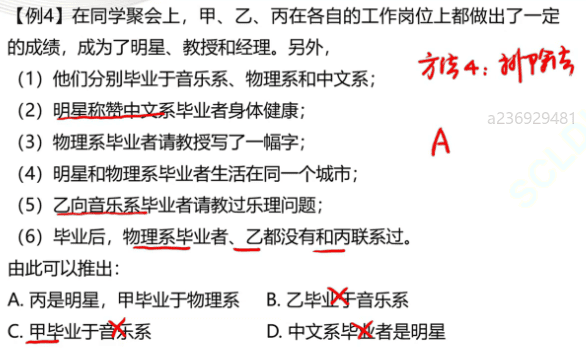 【例4】在同学聚会上，甲、乙、丙在各自的工作岗位上都做出了一定
的成绩，成为了明星、教授和经理。另外，
（1）他们分别毕业于音乐系、物理系和中文系；
（2）明星称赞中文系毕业者身体健康；
（3）物理系毕业者请教授写了一幅字；
（4）明星和物理系毕业者生活在同一个城市；
（5）乙向音乐系毕业者请教过乐理问题；
（6）毕业后，物理系毕业者、乙都没有和丙联系过。
由此可以推出：
A. 丙是明星，甲毕业于物理系 B. 乙毕业于音乐系
C. 甲毕业于音乐系 D. 中文系毕业者是明星
方法4：排除法
a236929481
A
SCLD